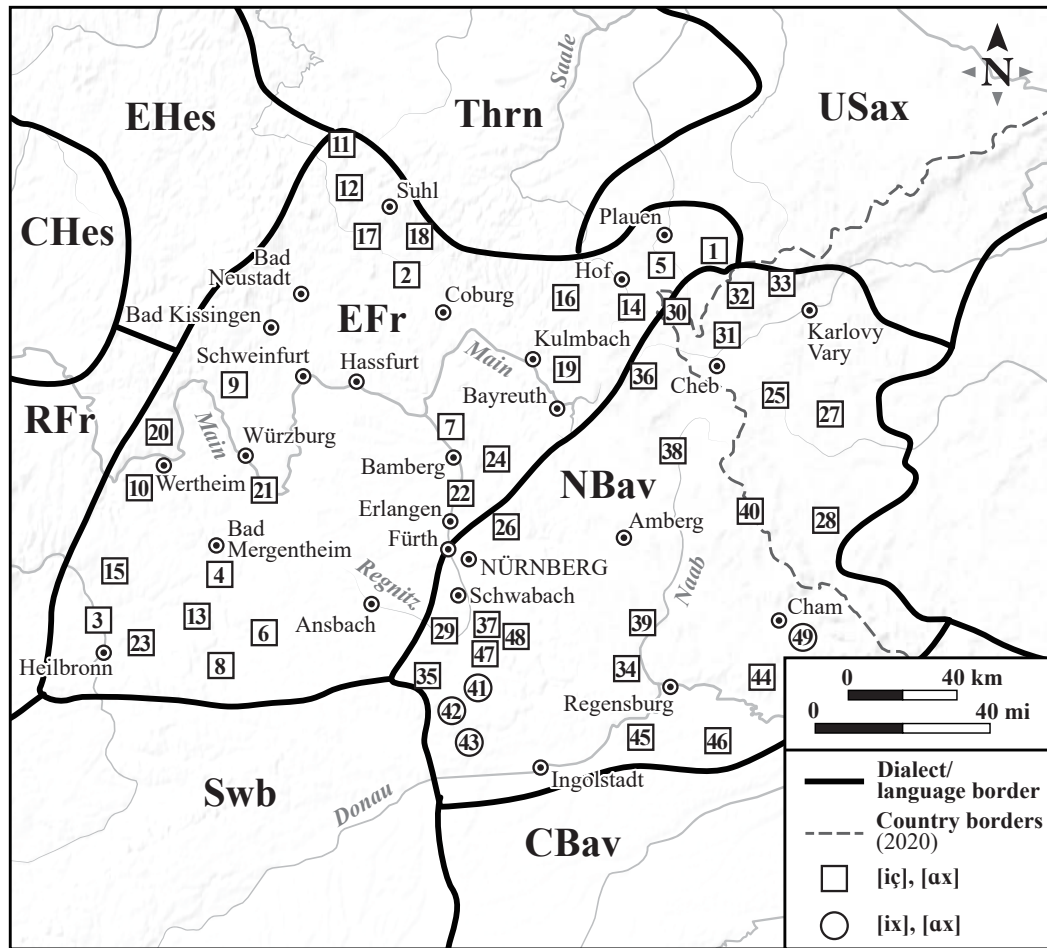 Saale
N
EHes
Thrn
USax
11
12
Suhl
CHes
17
18
Plauen
1
Bad
Neustadt
2
Hof
5
33
32
EFr
Coburg
16
14
30
Bad Kissingen
Karlovy
Vary
31
Schweinfurt
Hassfurt
Main
Kulmbach
19
36
Cheb
9
25
RFr
Main
Bayreuth
27
20
Würzburg
7
38
Bamberg
24
NBav
10
Wertheim
21
22
40
28
Erlangen
26
Amberg
Bad
Mergentheim
Fürth
NÜRNBERG
15
4
Regnitz
Schwabach
Naab
3
13
Ansbach
29
37
39
Cham
23
6
48
49
Heilbronn
8
47
34
44
35
41
Regensburg
42
43
45
46
Swb
Donau
Ingolstadt
CBav
0 40 km
0 40 mi
Dialect/
language border
Country borders
(2020)
[iç], [ɑx]
[ix], [ɑx]